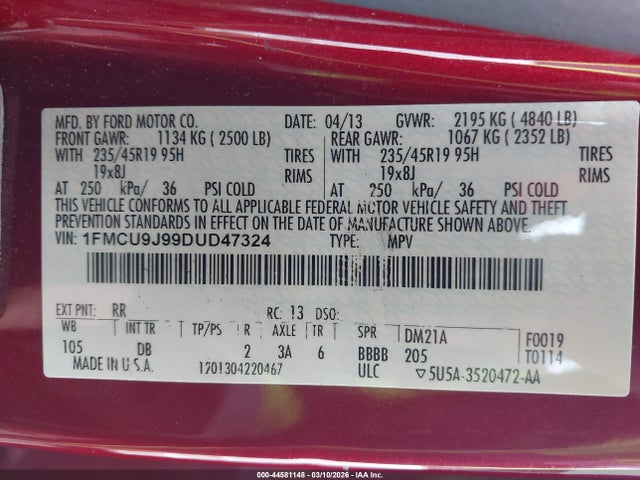 MFD. BY FORD MOTOR CO. DATE: 04/13 GVWR: 2195 KG ( 4840 LB)
FRONT GAWR: 1134 KG ( 2500 LB) REAR GAWR: 1067 KG ( 2352 LB)
WITH 235/45R19 95H TIRES WITH 235/45R19 95H TIRES
19x8J RIMS 19x8J RIMS
AT 250 kPa/ 36 PSI COLD AT 250 kPa/ 36 PSI COLD
THIS VEHICLE CONFORMS TO ALL APPLICABLE FEDERAL MOTOR VEHICLE SAFETY AND THEFT
PREVENTION STANDARDS IN EFFECT ON THE DATE OF MANUFACTURE SHOWN ABOVE.
VIN: 1FMCU9J99DUD47324 TYPE: MPV
EXT PNT: RR RC: 13 DSO:
WB INT TR TP/PS R AXLE TR SPR DM21A F0019
105 DB 2 3A 6 BBBB 205 T0114
MADE IN U.S.A. 1201304220467 ULC ▽5U5A-3520472-AA
000-44581148 - 03/10/2026 - IAA Inc.